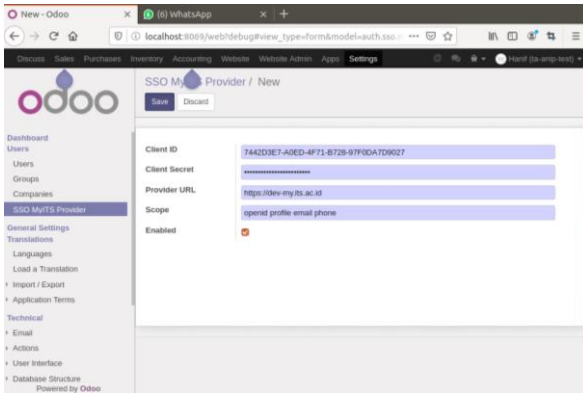 New - Odoo × (6) WhatsApp × +
localhost:8069/web?debug#view_type=form&model=auth.sso.
Discuss Sales Purchases Inventory Accounting Website Website Admin Apps Settings Hanif (ta-anip-test)
odoo
SSO MyITS Provider / New
Save Discard
Dashboard
Users
Users
Groups
Companies
SSO MyITS Provider
General Settings
Translations
Languages
Load a Translation
Import / Export
Application Terms
Technical
Email
Actions
User Interface
Database Structure
Powered by Odoo
Client ID 7442D3E7-A0ED-4F71-B728-97F0DA7D9027
Client Secret ••••••••••••••••••••••••
Provider URL https://dev-my.its.ac.id
Scope openid profile email phone
Enabled